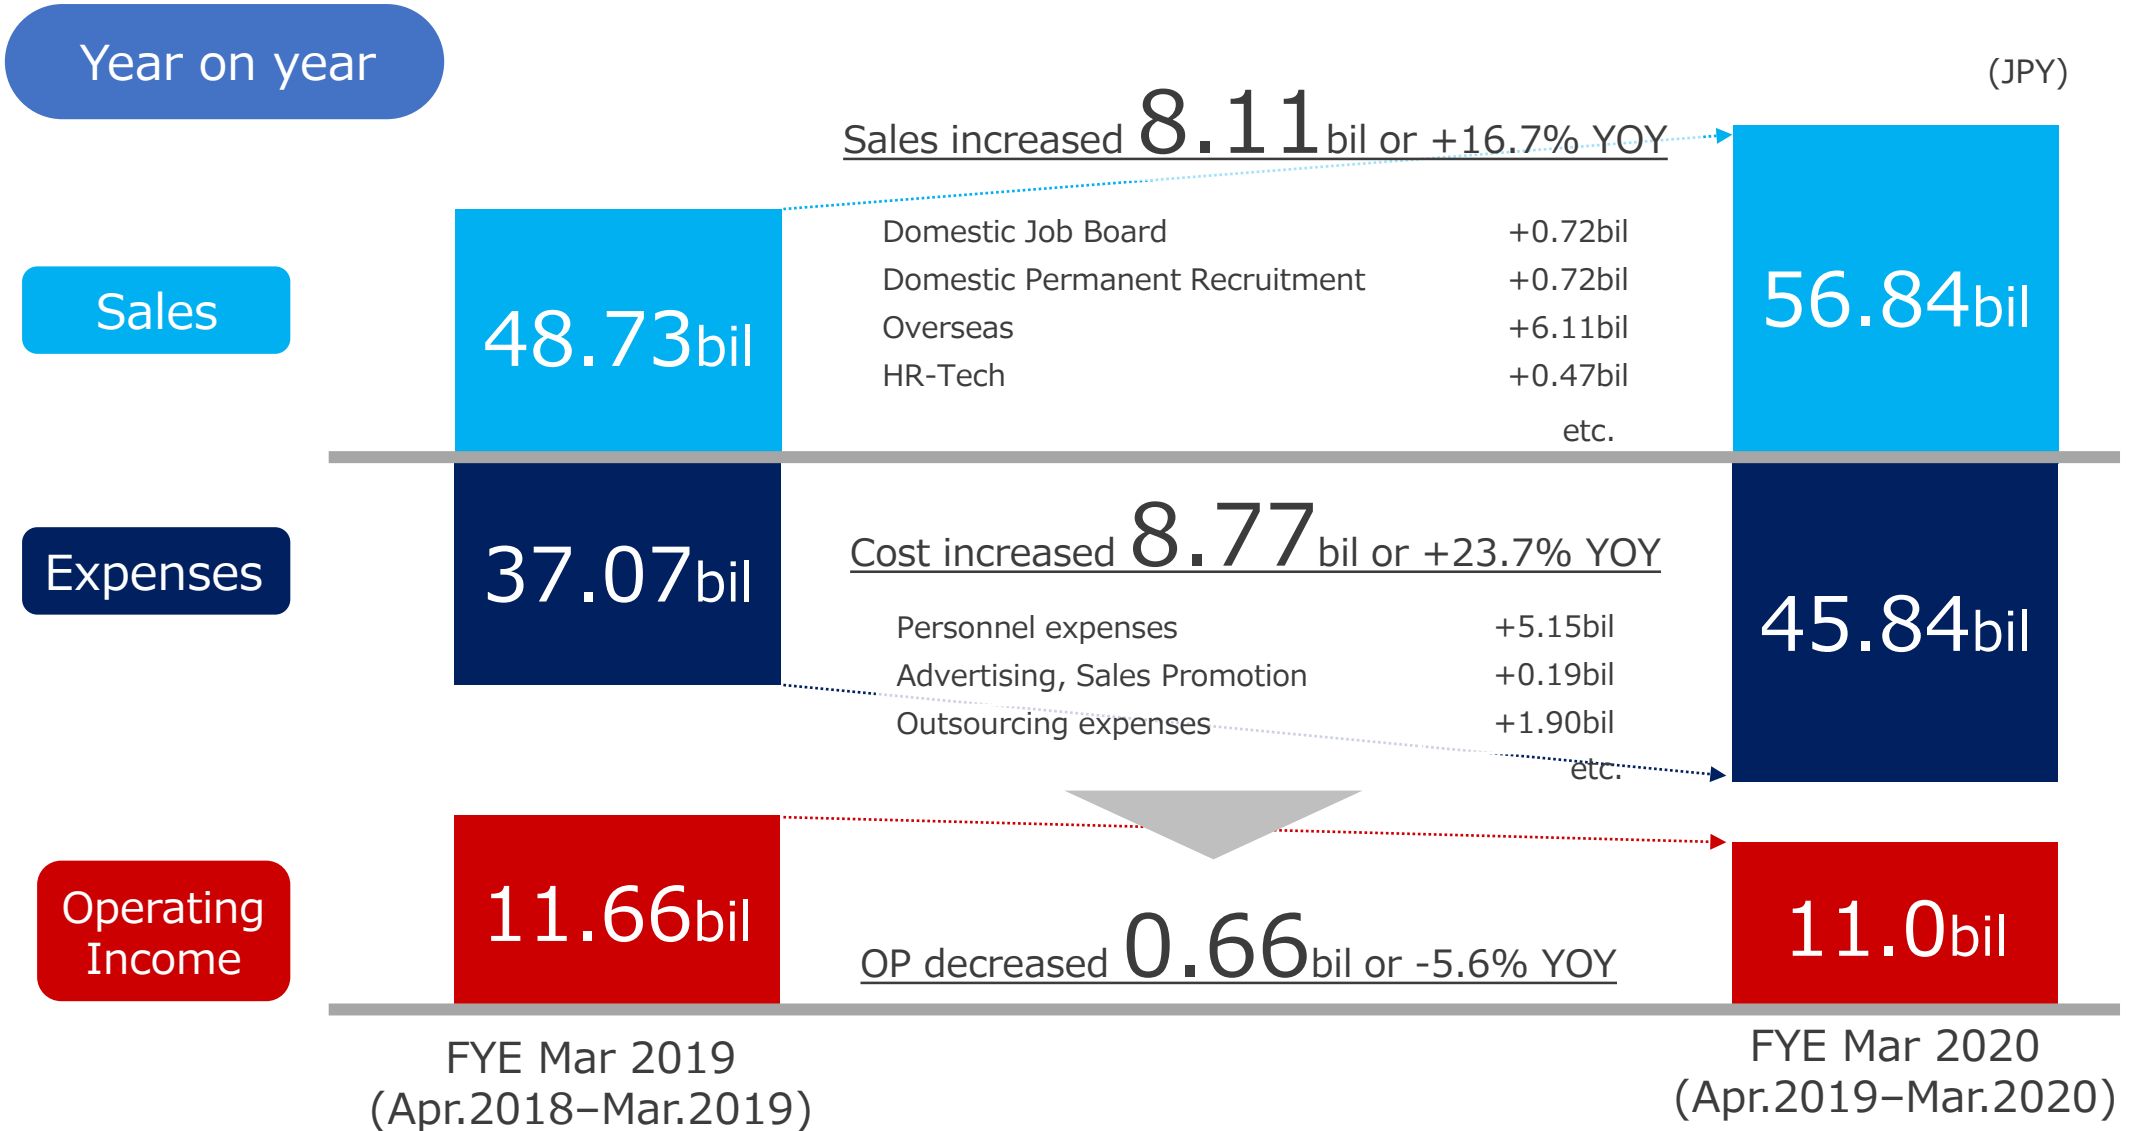 Year on year
(JPY)
Sales increased 8.11bil or +16.7% YOY
Sales
48.73bil
Domestic Job Board +0.72bil
Domestic Permanent Recruitment +0.72bil
Overseas +6.11bil
HR-Tech +0.47bil
etc.
56.84bil
Expenses
37.07bil
Cost increased 8.77bil or +23.7% YOY
Personnel expenses +5.15bil
Advertising, Sales Promotion +0.19bil
Outsourcing expenses +1.90bil
etc.
45.84bil
Operating
Income
11.66bil
OP decreased 0.66bil or -5.6% YOY
11.0bil
FYE Mar 2019
(Apr.2018–Mar.2019)
FYE Mar 2020
(Apr.2019–Mar.2020)